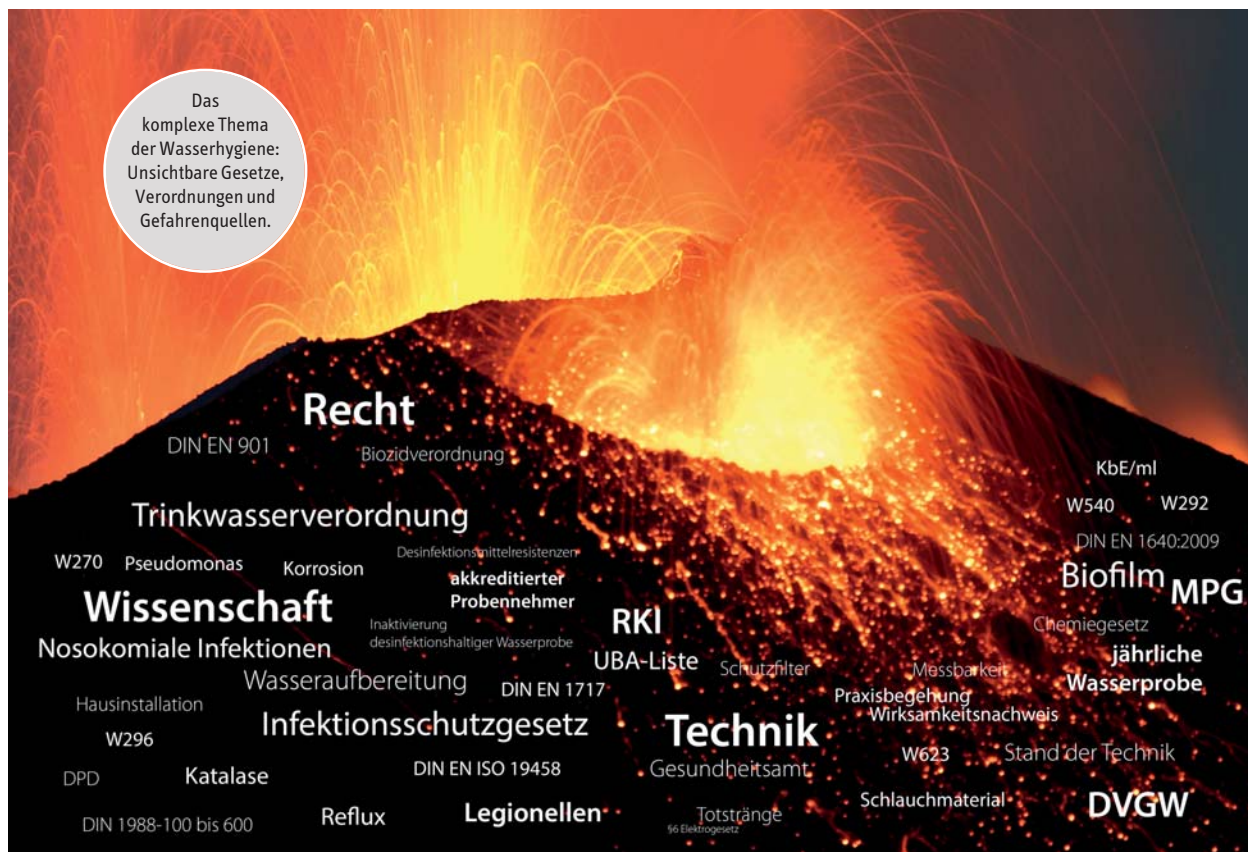 Das
komplexe Thema
der Wasserhygiene:
Unsichtbare Gesetze,
Verordnungen und
Gefahrenquellen.
Recht
DIN EN 901
Biozidverordnung
KbE/ml
Trinkwasserverordnung
W540
W292
DIN EN 1640:2009
W270
Pseudomonas
Korrosion
Desinfektionsmittelresistenzen
akkreditierter
Probennehmer
Biofilm
MPG
Wissenschaft
Inaktivierung
desinfektionshaltiger Wasserprobe
RKI
Chemiegesetz
Nosokomiale Infektionen
UBA-Liste
Schutzfilter
Messbarkeit
jährliche
Wasserprobe
Wasseraufbereitung
DIN EN 1717
Praxisbegehung
Wirksamkeitsnachweis
Hausinstallation
Infektionsschutzgesetz
Technik
W296
W623
Stand der Technik
DPD
Katalase
DIN EN ISO 19458
Gesundheitsamt
Schlauchmaterial
DVGW
DIN 1988-100 bis 600
Reflux
Legionellen
Totstränge
§6 Elektrogesetz